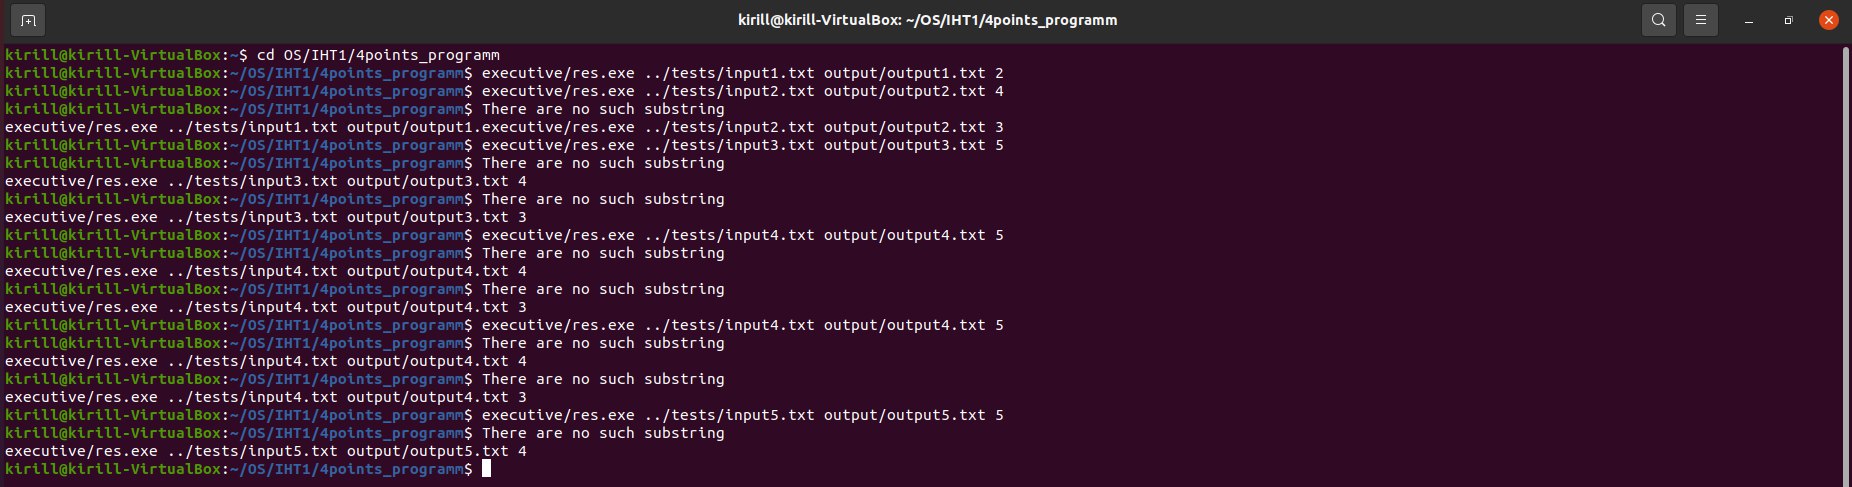 kirill@kirill-VirtualBox: ~/OS/IHT1/4points_programm
kirill@kirill-VirtualBox:~$ cd OS/IHT1/4points_programm
kirill@kirill-VirtualBox:~/OS/IHT1/4points_programm$ executive/res.exe ../tests/input1.txt output/output1.txt 2
kirill@kirill-VirtualBox:~/OS/IHT1/4points_programm$ executive/res.exe ../tests/input2.txt output/output2.txt 4
kirill@kirill-VirtualBox:~/OS/IHT1/4points_programm$ There are no such substring
executive/res.exe ../tests/input1.txt output/output1.executive/res.exe ../tests/input2.txt output/output2.txt 3
kirill@kirill-VirtualBox:~/OS/IHT1/4points_programm$ executive/res.exe ../tests/input3.txt output/output3.txt 5
kirill@kirill-VirtualBox:~/OS/IHT1/4points_programm$ There are no such substring
executive/res.exe ../tests/input3.txt output/output3.txt 4
kirill@kirill-VirtualBox:~/OS/IHT1/4points_programm$ There are no such substring
executive/res.exe ../tests/input3.txt output/output3.txt 3
kirill@kirill-VirtualBox:~/OS/IHT1/4points_programm$ executive/res.exe ../tests/input4.txt output/output4.txt 5
kirill@kirill-VirtualBox:~/OS/IHT1/4points_programm$ There are no such substring
executive/res.exe ../tests/input4.txt output/output4.txt 4
kirill@kirill-VirtualBox:~/OS/IHT1/4points_programm$ There are no such substring
executive/res.exe ../tests/input4.txt output/output4.txt 3
kirill@kirill-VirtualBox:~/OS/IHT1/4points_programm$ executive/res.exe ../tests/input4.txt output/output4.txt 5
kirill@kirill-VirtualBox:~/OS/IHT1/4points_programm$ There are no such substring
executive/res.exe ../tests/input4.txt output/output4.txt 4
kirill@kirill-VirtualBox:~/OS/IHT1/4points_programm$ There are no such substring
executive/res.exe ../tests/input4.txt output/output4.txt 3
kirill@kirill-VirtualBox:~/OS/IHT1/4points_programm$ executive/res.exe ../tests/input5.txt output/output5.txt 5
kirill@kirill-VirtualBox:~/OS/IHT1/4points_programm$ There are no such substring
executive/res.exe ../tests/input5.txt output/output5.txt 4
kirill@kirill-VirtualBox:~/OS/IHT1/4points_programm$